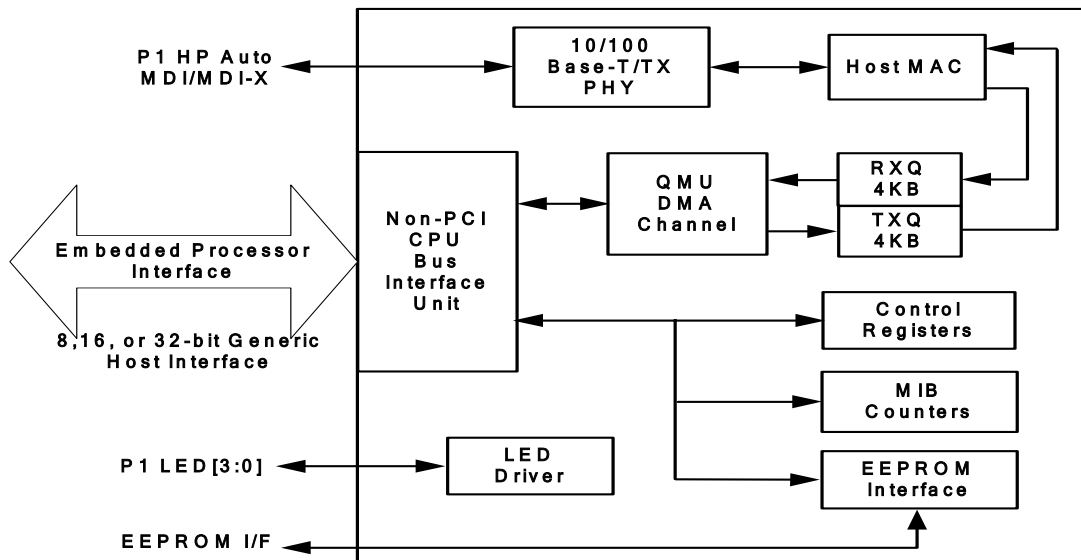 P1 HP Auto
MDI/MDI-X
10/100
Base-T/TX
PHY
Host MAC
RXQ
4KB
TXQ
4KB
QMU
DMA
Channel
Non-PCI
CPU
Bus
Interface
Unit
Embedded Processor
Interface
8,16, or 32-bit Generic
Host Interface
Control
Registers
MIB
Counters
P1 LED[3:0]
LED
Driver
EEPROM
Interface
EEPROM I/F